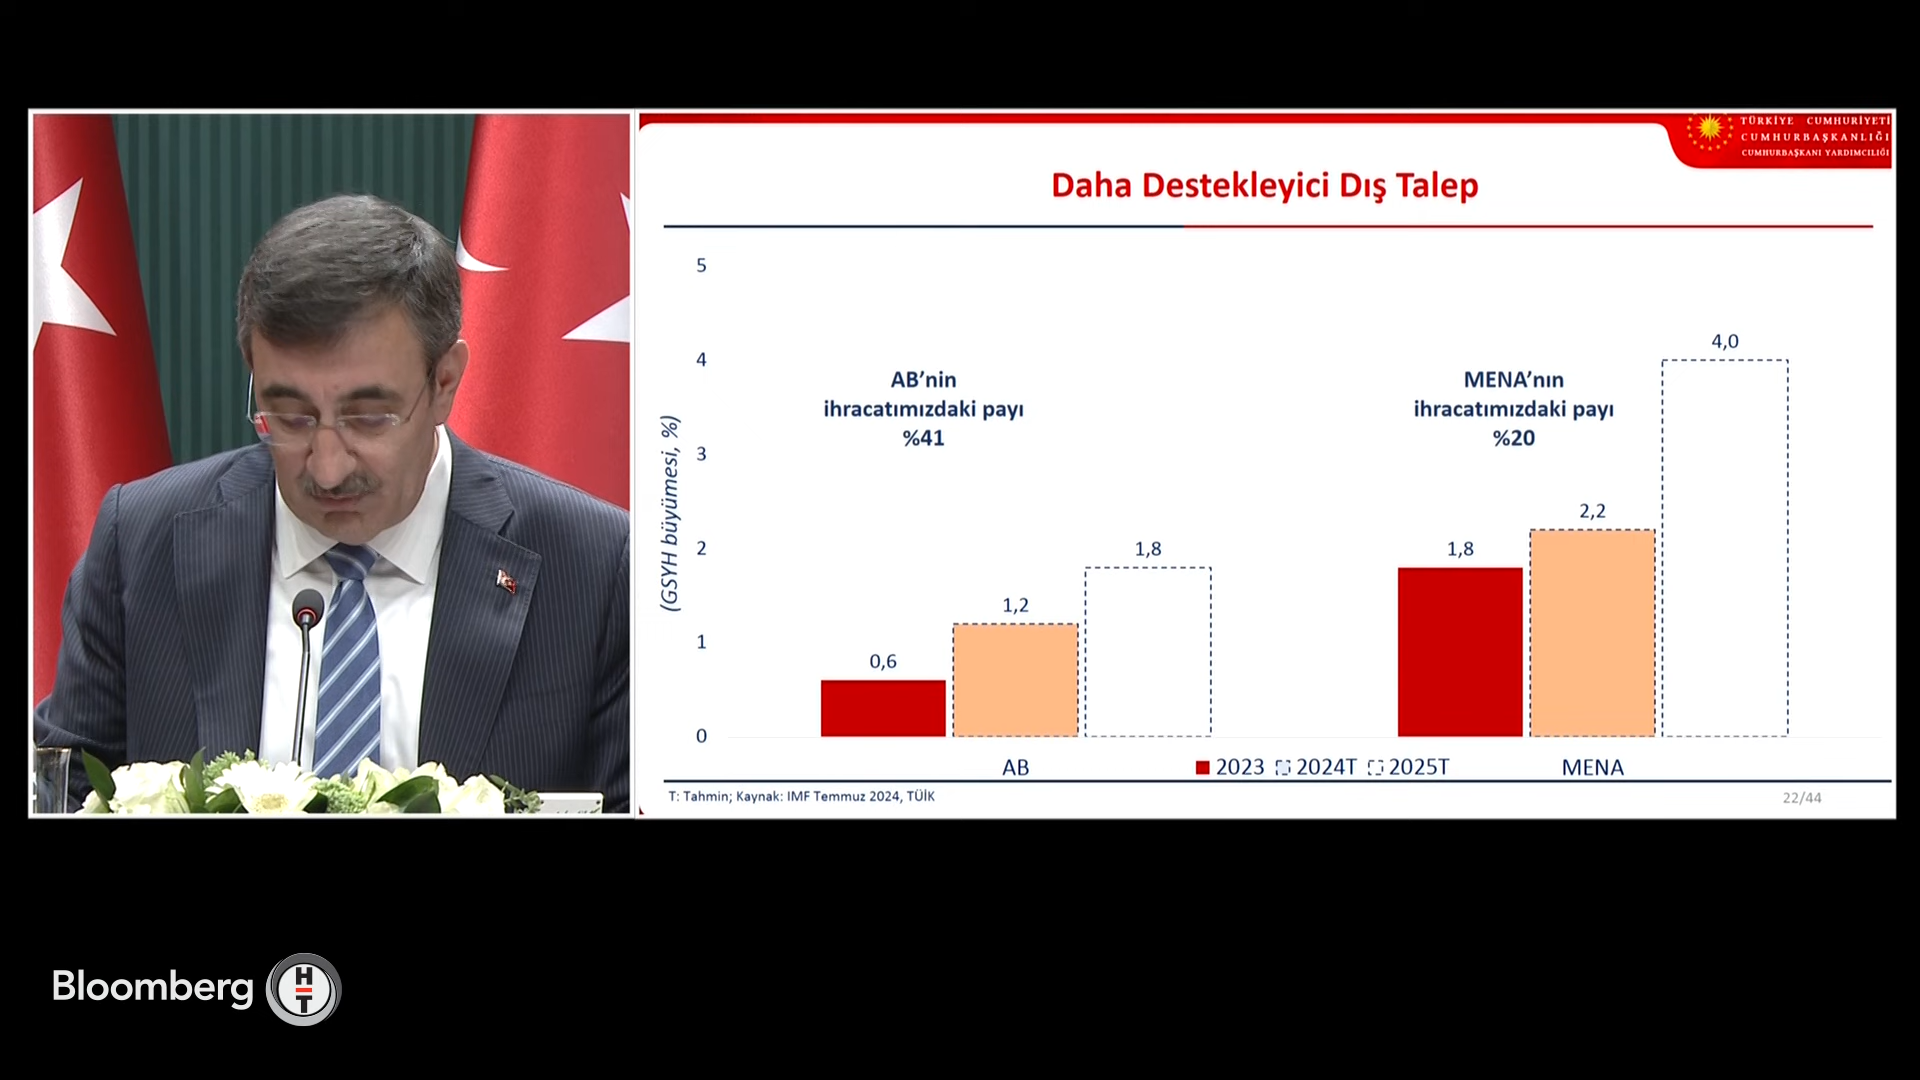 TÜRKİYE CUMHURİYETİ
CUMHURBAŞKANLIĞI
CUMHURBAŞKANI YARDIMCILIĞI
Daha Destekleyici Dış Talep
(GSYH büyümesi, %)
5
4
3
2
1
0
AB’nin
ihracatımızdaki payı
%41
MENA’nın
ihracatımızdaki payı
%20
0,6
1,2
1,8
1,8
2,2
4,0
AB
2023 2024T 2025T
MENA
T: Tahmin; Kaynak: IMF Temmuz 2024, TÜİK
22/44
Bloomberg HT